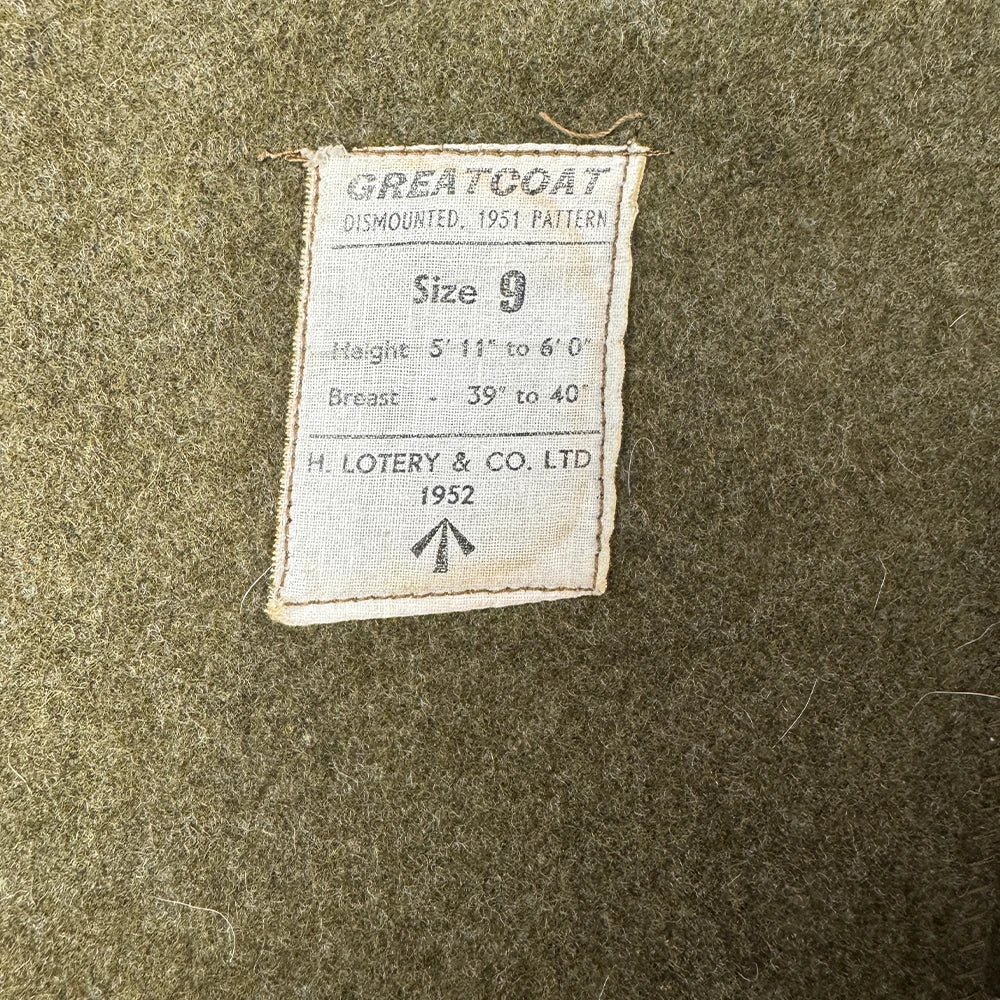 GREATCOAT
DISMOUNTED, 1951 PATTERN
Size 9
Height 5' 11" to 6' 0"
Breast - 39" to 40"
H. LOTERY & CO. LTD
1952